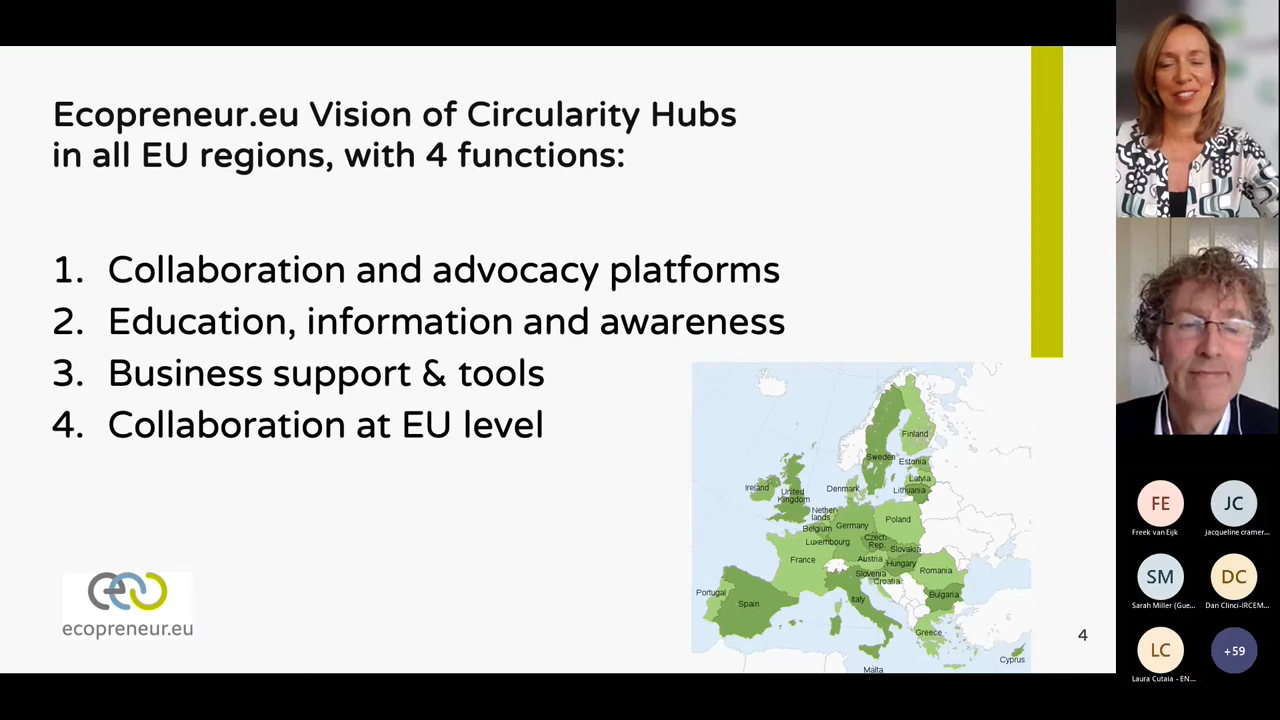 Ecopreneur.eu Vision of Circularity Hubs
in all EU regions, with 4 functions:
1. Collaboration and advocacy platforms
2. Education, information and awareness
3. Business support & tools
4. Collaboration at EU level
Finland
Sweden
Estonia
Latvia
Lithuania
Denmark
Ireland
United
Kingdom
Nether-
lands
Belgium
Germany
Poland
Luxembourg
Czech
Rep.
Slovakia
France
Austria
Hungary
Slovenia
Croatia
Romania
Portugal
Spain
Italy
Bulgaria
Greece
Malta
Cyprus
ecopreneur.eu
4
FE
Freek van Eijk
JC
jacqueline cramer...
SM
Sarah Miller (Gue...
DC
Dan Clinci-IRCEM...
LC
Laura Cutaia - EN...
+59